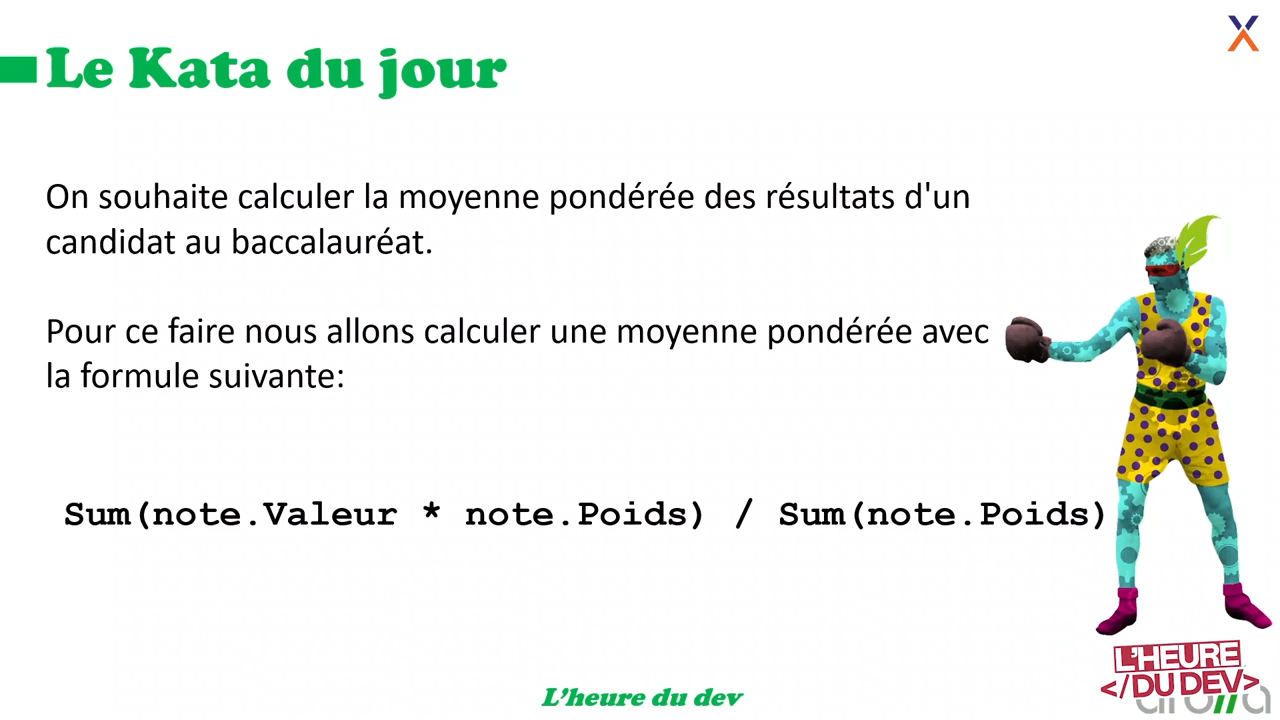 Le Kata du jour
On souhaite calculer la moyenne pondérée des résultats d'un
candidat au baccalauréat.
Pour ce faire nous allons calculer une moyenne pondérée avec
la formule suivante:
Sum(note.Valeur * note.Poids) / Sum(note.Poids)
L'heure du dev
L'HEURE
</DU DEV>